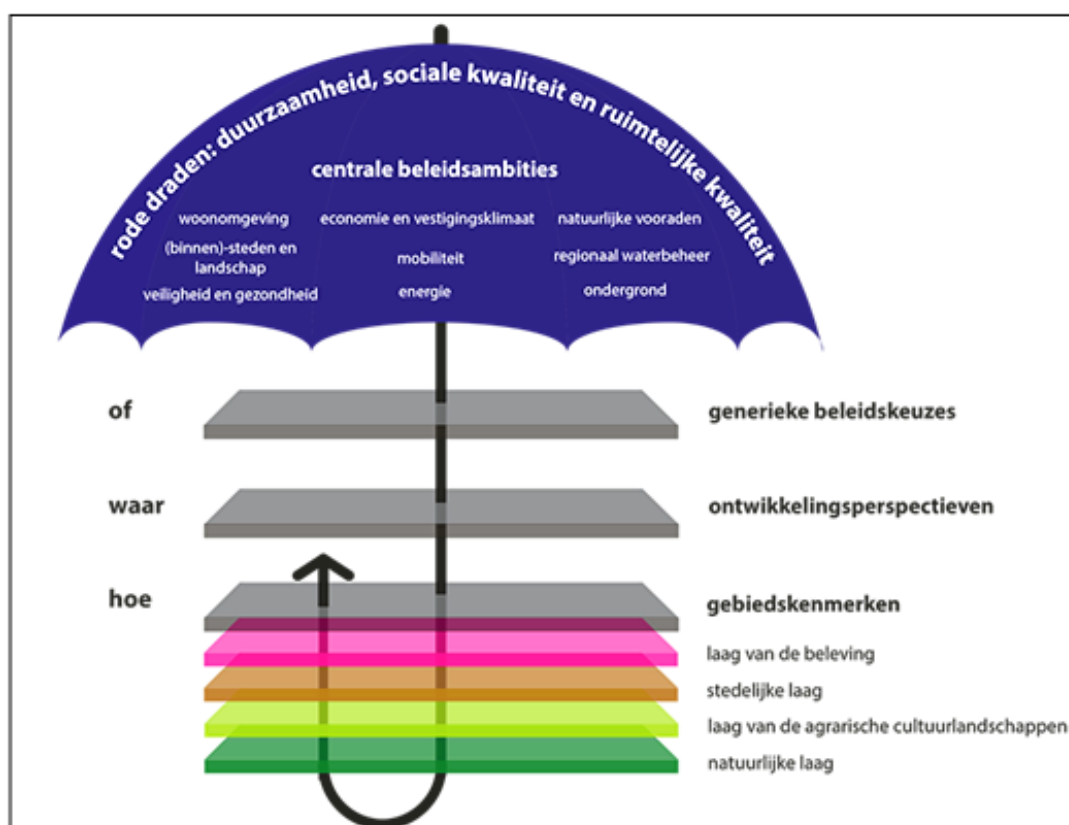 rode draden: duurzaamheid, sociale kwaliteit en ruimtelijke kwaliteit
centrale beleidsambities
woonomgeving
economie en vestigingsklimaat
natuurlijke vooraden
(binnen)-steden en
landschap
mobiliteit
regionaal waterbeheer
veiligheid en gezondheid
energie
ondergrond
of
generieke beleidskeuzes
waar
ontwikkelingsperspectieven
hoe
gebiedskenmerken
laag van de beleving
stedelijke laag
laag van de agrarische cultuurlandschappen
natuurlijke laag